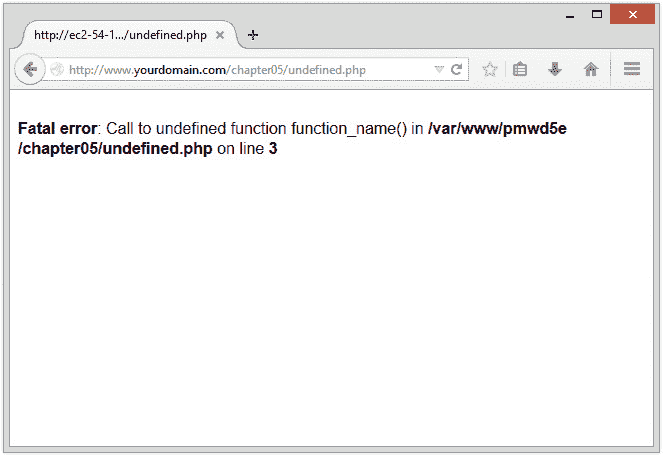 http://ec2-54-1.../undefined.php
http://www.yourdomain.com/chapter05/undefined.php
Fatal error: Call to undefined function function_name() in /var/www/pmwd5e
/chapter05/undefined.php on line 3